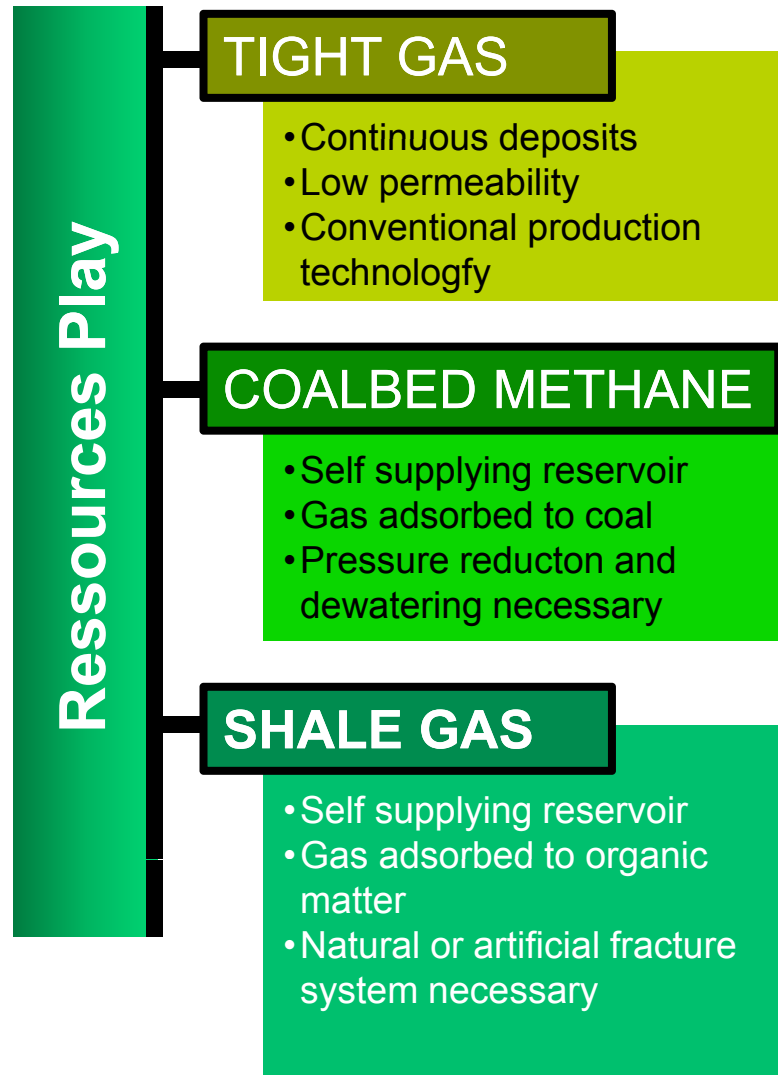 Ressources Play
TIGHT GAS
•Continuous deposits
•Low permeability
•Conventional production
technologfy
COALBED METHANE
•Self supplying reservoir
•Gas adsorbed to coal
•Pressure reducton and
dewatering necessary
SHALE GAS
•Self supplying reservoir
•Gas adsorbed to organic
matter
•Natural or artificial fracture
system necessary